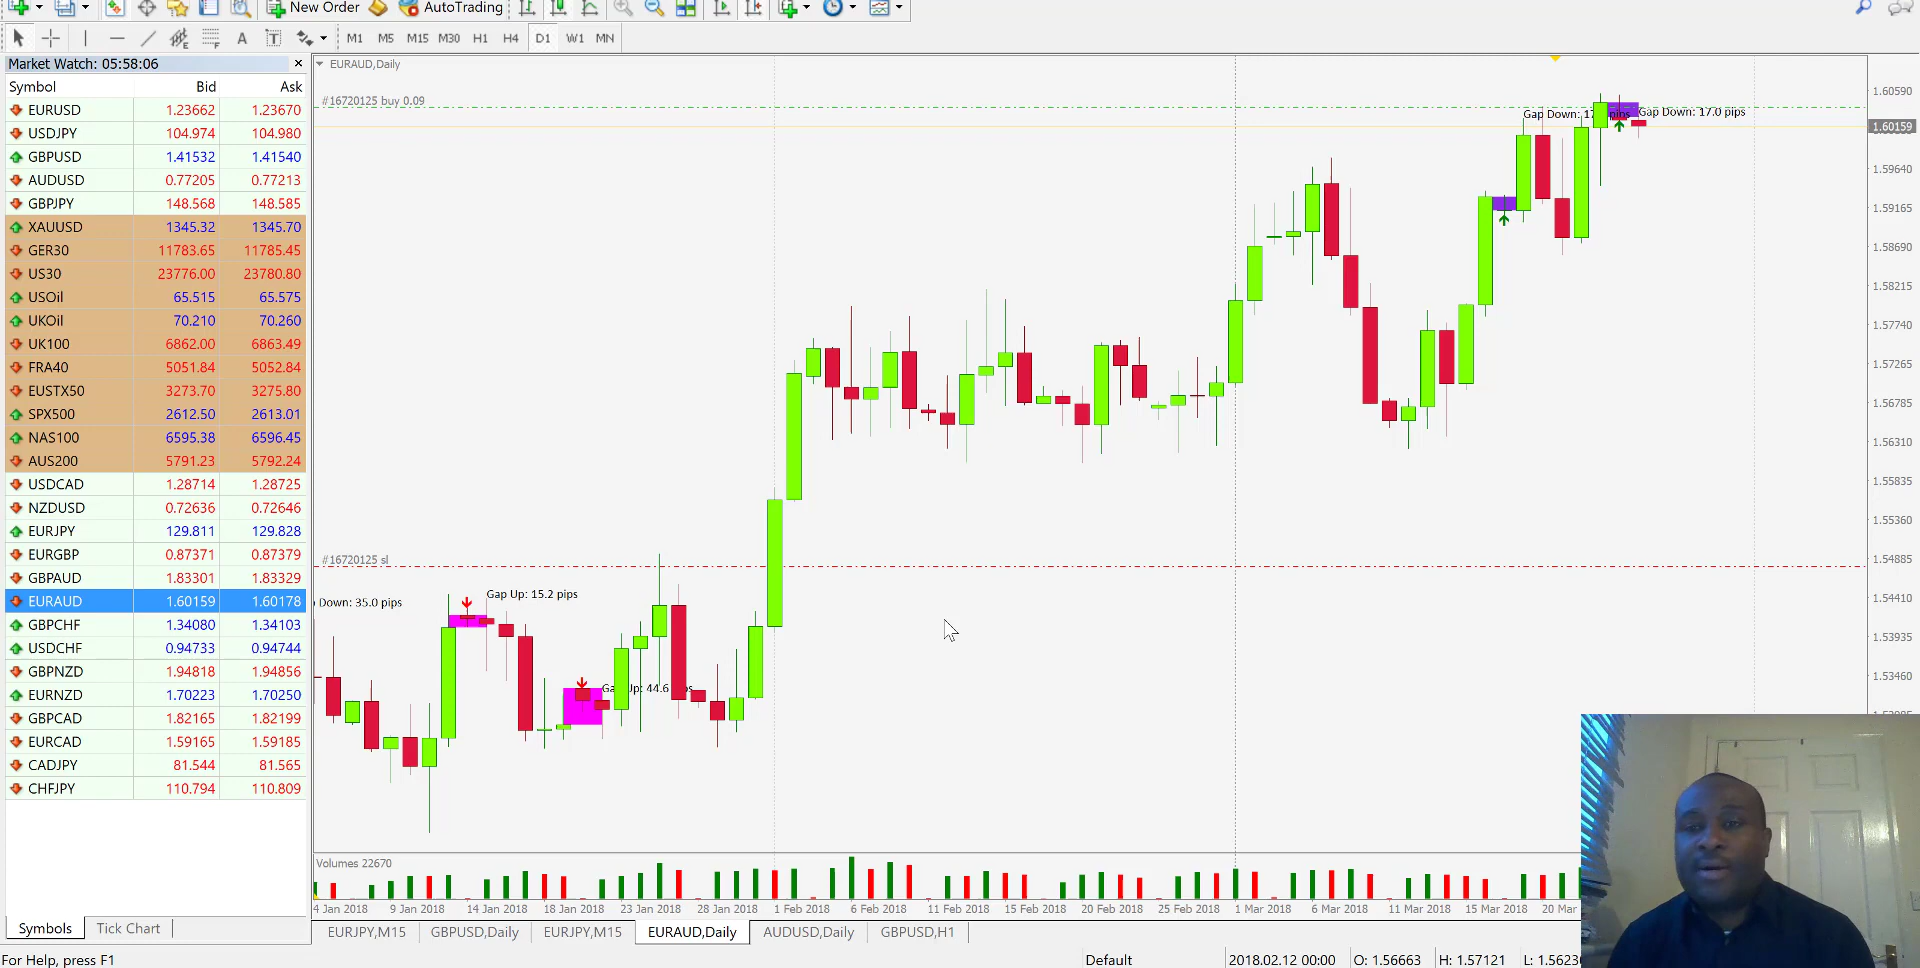 New Order
AutoTrading
A
T
M1 M5 M15 M30 H1 H4 D1 W1 MN
Market Watch: 05:58:06
Symbol Bid Ask
EURUSD 1.23662 1.23670
USDJPY 104.974 104.980
GBPUSD 1.41532 1.41540
AUDUSD 0.77205 0.77213
GBPJPY 148.568 148.585
XAUUSD 1345.32 1345.70
GER30 11783.65 11785.45
US30 23776.00 23780.80
USOil 65.515 65.575
UKOil 70.210 70.260
UK100 6862.00 6863.49
FRA40 5051.84 5052.84
EUSTX50 3273.70 3275.80
SPX500 2612.50 2613.01
NAS100 6595.38 6596.45
AUS200 5791.23 5792.24
USDCAD 1.28714 1.28725
NZDUSD 0.72636 0.72646
EURJPY 129.811 129.828
EURGBP 0.87371 0.87379
GBPAUD 1.83301 1.83329
EURAUD 1.60159 1.60178
GBPCHF 1.34080 1.34103
USDCHF 0.94733 0.94744
GBPNZD 1.94818 1.94856
EURNZD 1.70223 1.70250
GBPCAD 1.82165 1.82199
EURCAD 1.59165 1.59185
CADJPY 81.544 81.565
CHFJPY 110.794 110.809
Symbols Tick Chart
EURAUD,Daily
#16720125 buy 0.09
Gap Down: 17 pips
Gap Down: 17.0 pips
#16720125 sl
Down: 35.0 pips
Gap Up: 15.2 pips
Gap Up: 44.6 pips
1.60590
1.60159
1.59640
1.59165
1.58690
1.58215
1.57740
1.57265
1.56785
1.56310
1.55835
1.55360
1.54885
1.54410
1.53935
1.53460
Volumes 22670
4 Jan 2018 9 Jan 2018 14 Jan 2018 18 Jan 2018 23 Jan 2018 28 Jan 2018 1 Feb 2018 6 Feb 2018 11 Feb 2018 15 Feb 2018 20 Feb 2018 25 Feb 2018 1 Mar 2018 6 Mar 2018 11 Mar 2018 15 Mar 2018 20 Mar
EURJPY,M15 GBPUSD,Daily EURJPY,M15 EURAUD,Daily AUDUSD,Daily GBPUSD,H1
For Help, press F1 Default 2018.02.12 00:00 O: 1.56663 H: 1.57121 L: 1.5623